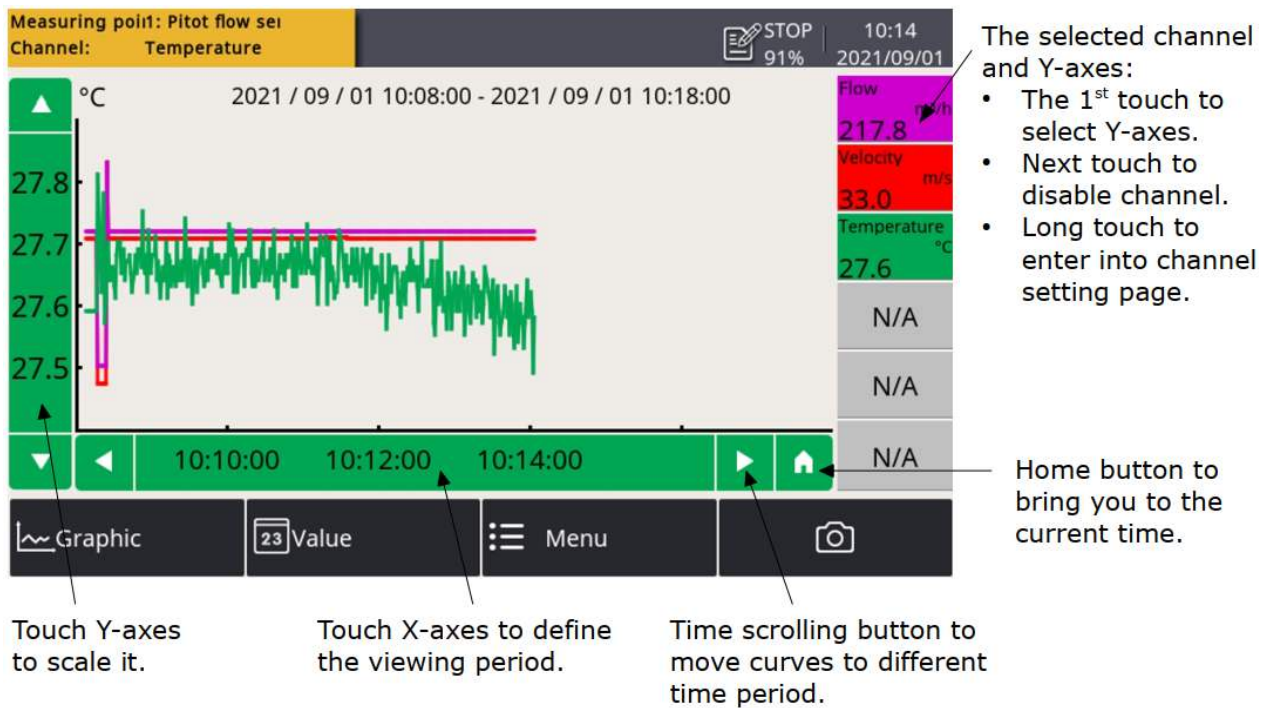 Measuring poin1: Pitot flow sei
Channel: Temperature
STOP
91%
10:14
2021/09/01
°C
2021 / 09 / 01 10:08:00 - 2021 / 09 / 01 10:18:00
27.8
27.7
27.6
27.5
10:10:00 10:12:00 10:14:00
Flow
m³/h
217.8
Velocity
m/s
33.0
Temperature
°C
27.6
N/A
N/A
N/A
Graphic
23 Value
Menu
The selected channel
and Y-axes:
• The 1st touch to
select Y-axes.
• Next touch to
disable channel.
• Long touch to
enter into channel
setting page.
Home button to
bring you to the
current time.
Touch Y-axes
to scale it.
Touch X-axes to define
the viewing period.
Time scrolling button to
move curves to different
time period.